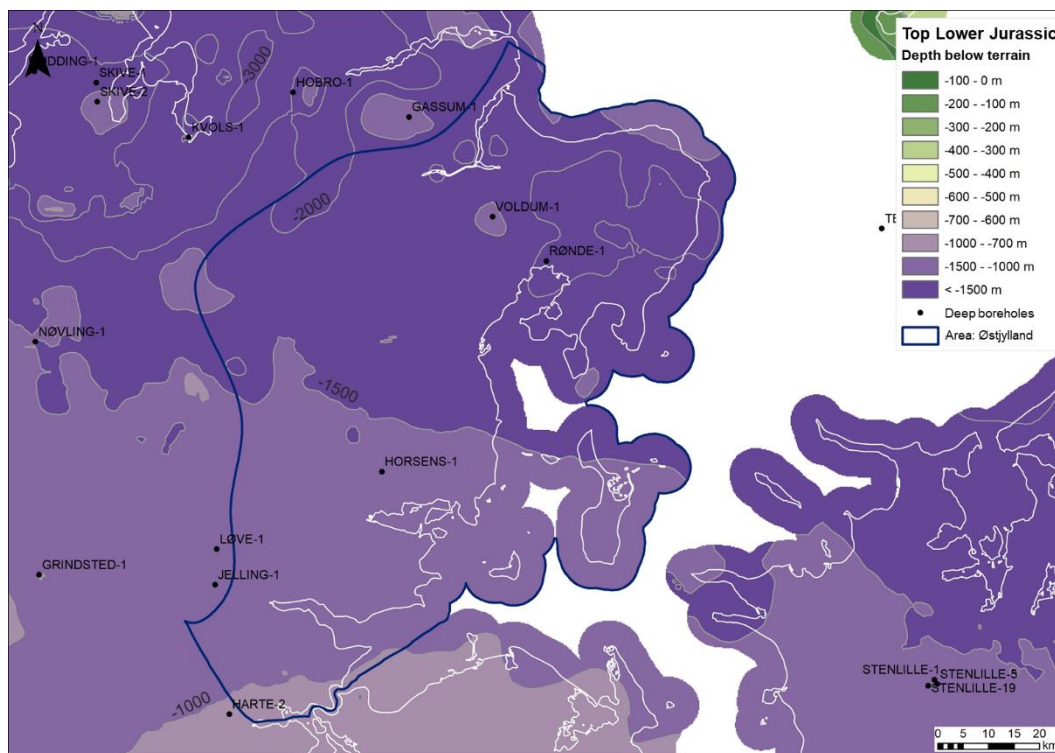 N
SKIVE-1
SKIVE-2
KVOLS-1
-3000
HOBRO-1
GASSUM-1
-2000
VOLDUM-1
RØNDE-1
NØVLING-1
-1500
HORSENS-1
LØVE-1
GRINDSTED-1
JELLING-1
-1000
HARTE-2
STENLILLE-1
STENLILLE-5
STENLILLE-19
TE
Top Lower Jurassic
Depth below terrain
-100 - 0 m
-200 - -100 m
-300 - -200 m
-400 - -300 m
-500 - -400 m
-600 - -500 m
-700 - -600 m
-1000 - -700 m
-1500 - -1000 m
< -1500 m
Deep boreholes
Area: Østjylland
0 5 10 20
km